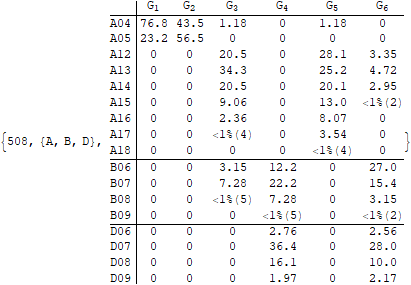 G1 G2 G3 G4 G5 G6
A04 76.8 43.5 1.18 0 1.18 0
A05 23.2 56.5 0 0 0 0
A12 0 0 20.5 0 28.1 3.35
A13 0 0 34.3 0 25.2 4.72
A14 0 0 20.5 0 20.1 2.95
A15 0 0 9.06 0 13.0 <1%(2)
A16 0 0 2.36 0 8.07 0
A17 0 0 <1%(4) 0 3.54 0
{508, {A, B, D}, }
A18 0 0 0 0 <1%(4) 0
B06 0 0 3.15 12.2 0 27.0
B07 0 0 7.28 22.2 0 15.4
B08 0 0 <1%(5) 7.28 0 3.15
B09 0 0 0 <1%(5) 0 <1%(2)
D06 0 0 0 2.76 0 2.56
D07 0 0 0 36.4 0 28.0
D08 0 0 0 16.1 0 10.0
D09 0 0 0 1.97 0 2.17